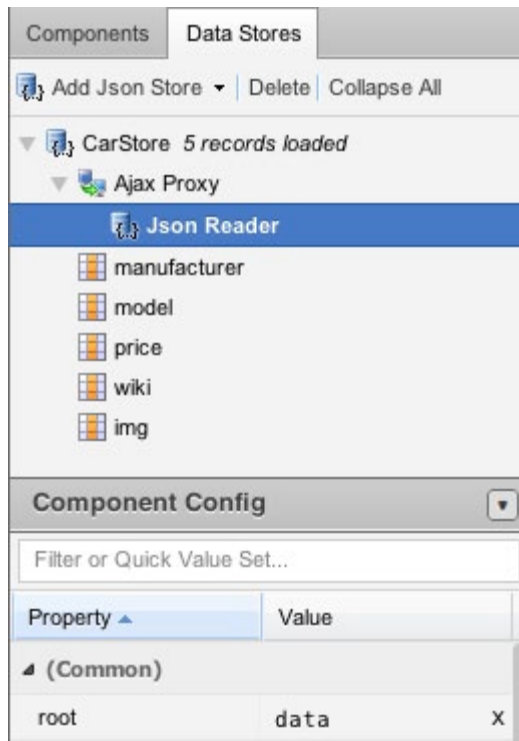 Components Data Stores
Add Json Store Delete Collapse All
CarStore 5 records loaded
Ajax Proxy
{..} Json Reader
manufacturer
model
price
wiki
img
Component Config
Filter or Quick Value Set...
Property Value
(Common)
root data x